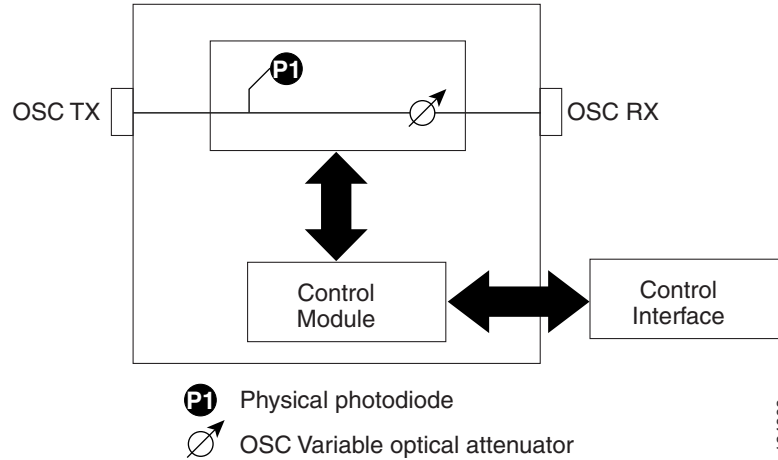 P1
OSC TX
OSC RX
Control
Module
Control
Interface
P1 Physical photodiode
OSC Variable optical attenuator